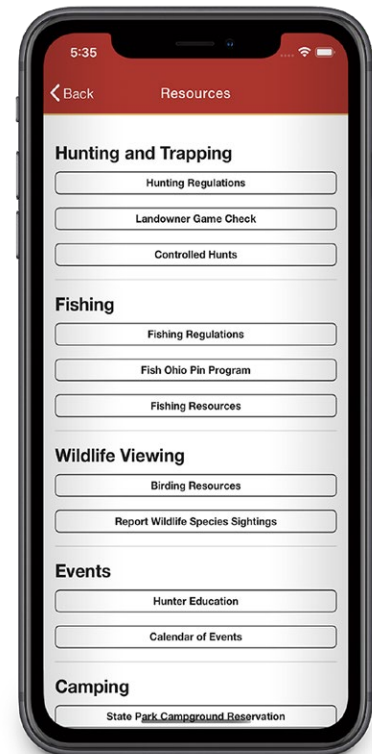 5:35
Back
Resources
Hunting and Trapping
Hunting Regulations
Landowner Game Check
Controlled Hunts
Fishing
Fishing Regulations
Fish Ohio Pin Program
Fishing Resources
Wildlife Viewing
Birding Resources
Report Wildlife Species Sightings
Events
Hunter Education
Calendar of Events
Camping
State Park Campground Reservation